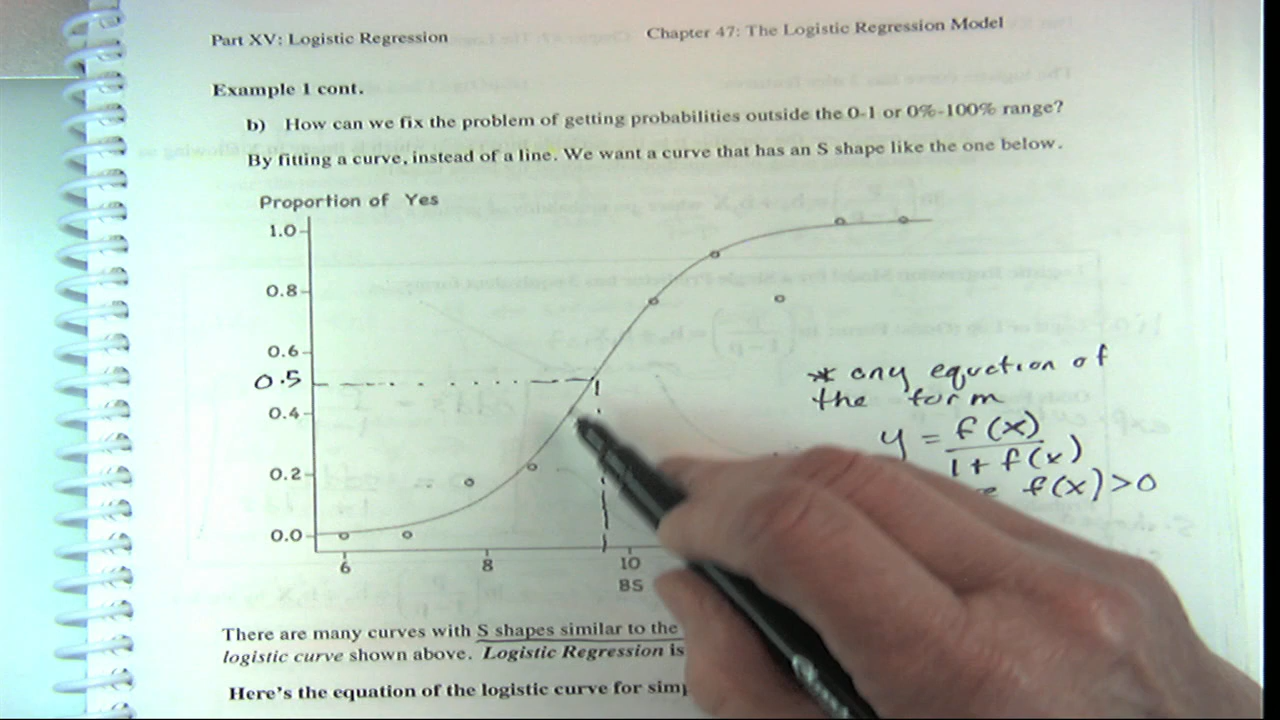 Part XV: Logistic Regression
Chapter 47: The Logistic Regression Model
Example 1 cont.
b) How can we fix the problem of getting probabilities outside the 0-1 or 0%-100% range?
By fitting a curve, instead of a line. We want a curve that has an S shape like the one below.
Proportion of Yes
1.0
0.8
0.6
0.5
0.4
0.2
0.0
6 8 10
BS
* any equation of
the form
y = f(x) / 1 + f(x)
f(x) > 0
There are many curves with S shapes similar to the
logistic curve shown above. Logistic Regression is
Here's the equation of the logistic curve for